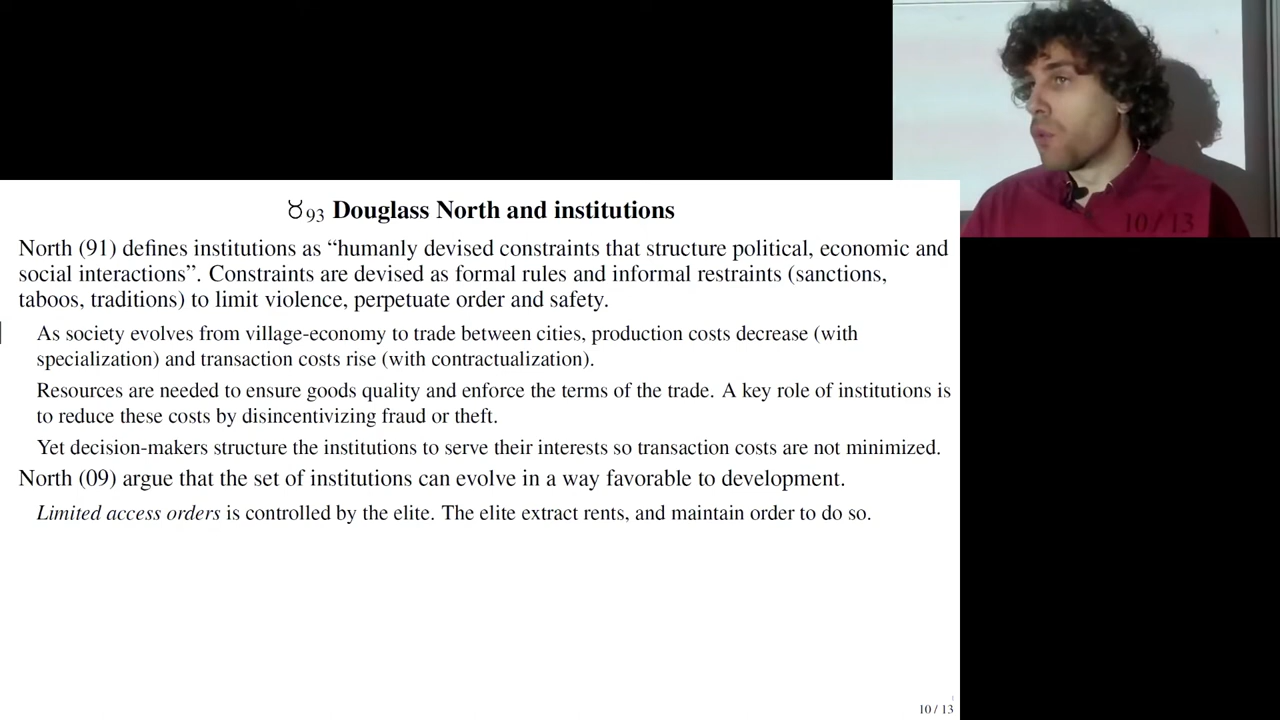 ♉93 Douglass North and institutions
North (91) defines institutions as “humanly devised constraints that structure political, economic and
social interactions”. Constraints are devised as formal rules and informal restraints (sanctions,
taboos, traditions) to limit violence, perpetuate order and safety.
As society evolves from village-economy to trade between cities, production costs decrease (with
specialization) and transaction costs rise (with contractualization).
Resources are needed to ensure goods quality and enforce the terms of the trade. A key role of institutions is
to reduce these costs by disincentivizing fraud or theft.
Yet decision-makers structure the institutions to serve their interests so transaction costs are not minimized.
North (09) argue that the set of institutions can evolve in a way favorable to development.
Limited access orders is controlled by the elite. The elite extract rents, and maintain order to do so.
10 / 13
10 / 13